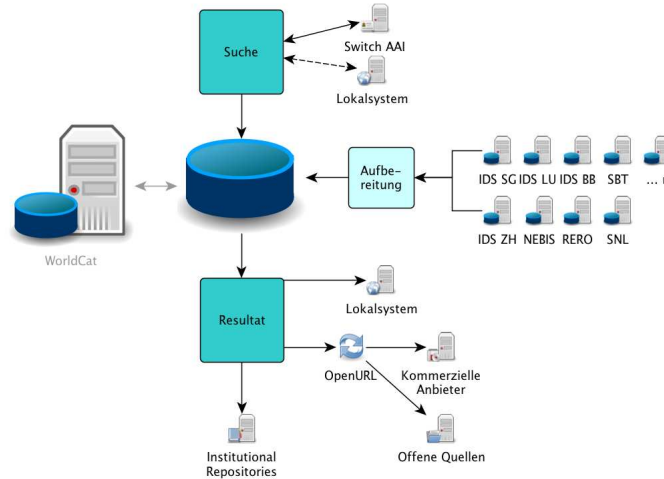 Suche
Switch AAI
Lokalsystem
WorldCat
Aufbe-
reitung
IDS SG IDS LU IDS BB SBT ...
IDS ZH NEBIS RERO SNL
Resultat
Lokalsystem
OpenURL
Kommerzielle
Anbieter
Institutional
Repositories
Offene Quellen